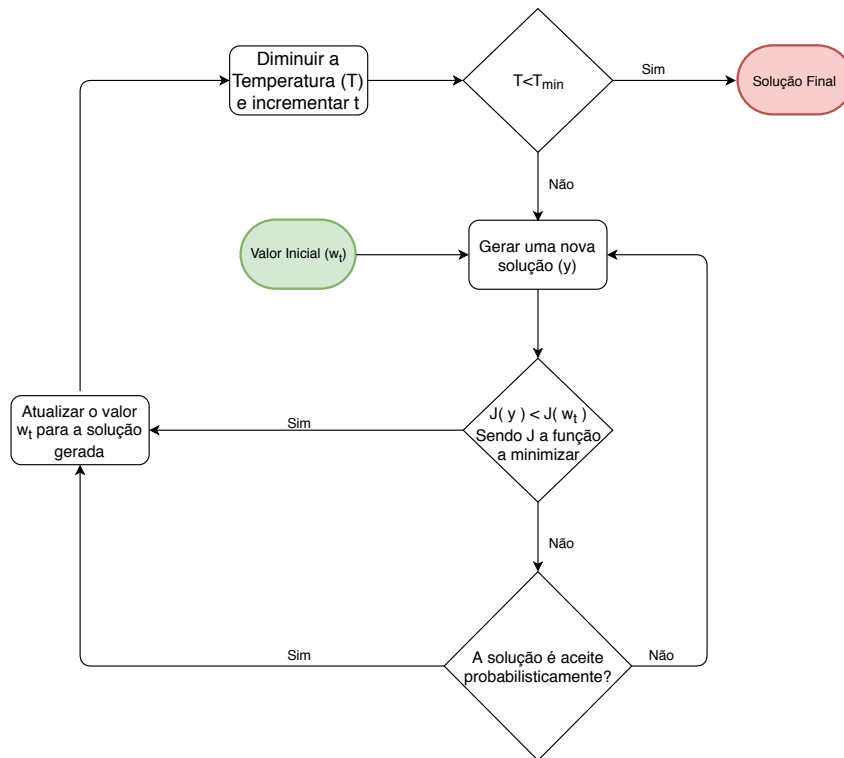 Diminuir a
Temperatura (T)
e incrementar t
T<Tmin
Sim
Solução Final
Não
Valor Inicial (wt)
Gerar uma nova
solução (y)
Atualizar o valor
wt para a solução
gerada
Sim
J( y ) < J( wt )
Sendo J a função
a minimizar
Não
Sim
A solução é aceite
probabilisticamente?
Não